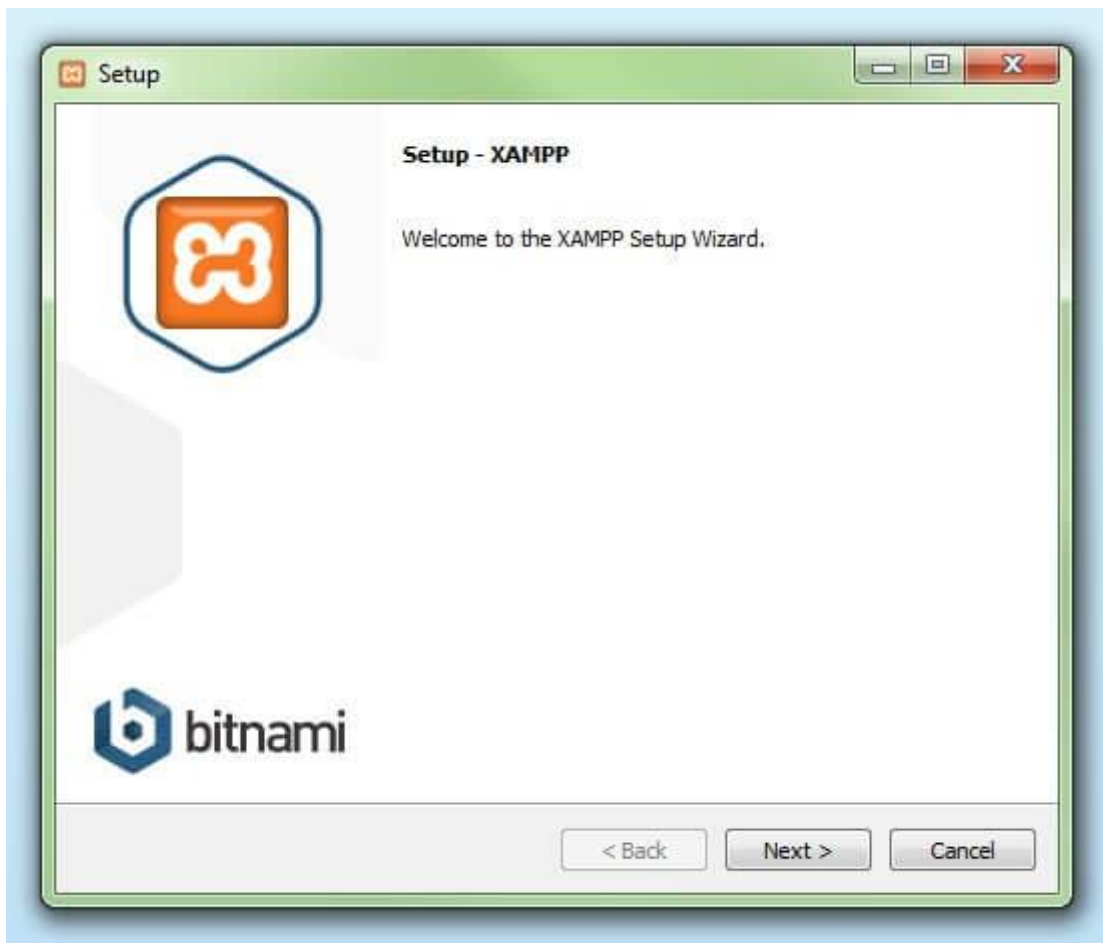 Setup
Setup - XAMPP
Welcome to the XAMPP Setup Wizard.
bitnami
< Back
Next >
Cancel